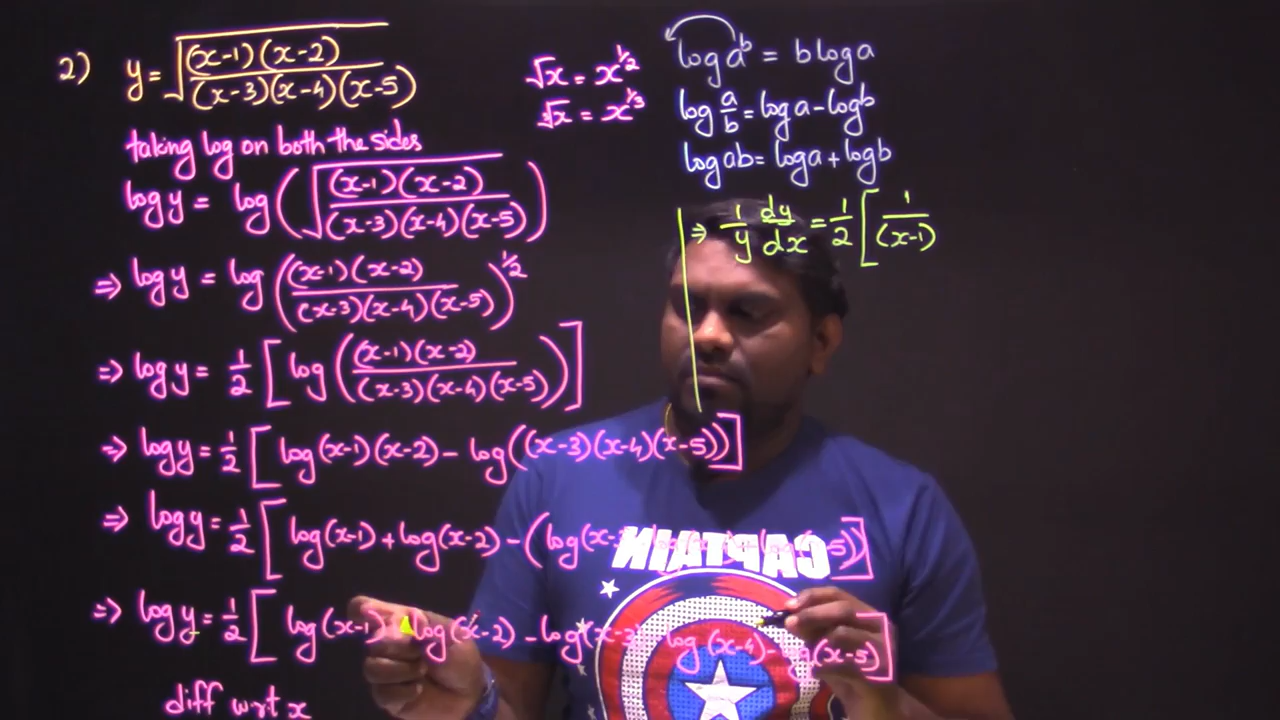 2) y = √((x-1)(x-2) / (x-3)(x-4)(x-5))
taking log on both the sides
log y = log (√((x-1)(x-2) / (x-3)(x-4)(x-5)))
⇒ log y = log ((x-1)(x-2) / (x-3)(x-4)(x-5))^1/2
⇒ log y = 1/2 [ log ((x-1)(x-2) / (x-3)(x-4)(x-5)) ]
⇒ log y = 1/2 [ log(x-1)(x-2) - log((x-3)(x-4)(x-5)) ]
⇒ log y = 1/2 [ log(x-1) + log(x-2) - (log(x-
⇒ log y = 1/2 [ log(x-1) + log(x-2) - log(x-3 log(x-4) - log(x-5) ]
diff w r t x
√x = x^1/2
∛x = x^1/3
log a^b = b log a
log a/b = log a - log b
log ab = log a + log b
⇒ 1/y dy/dx = 1/2 [ 1/(x-1)
CAPTAIN